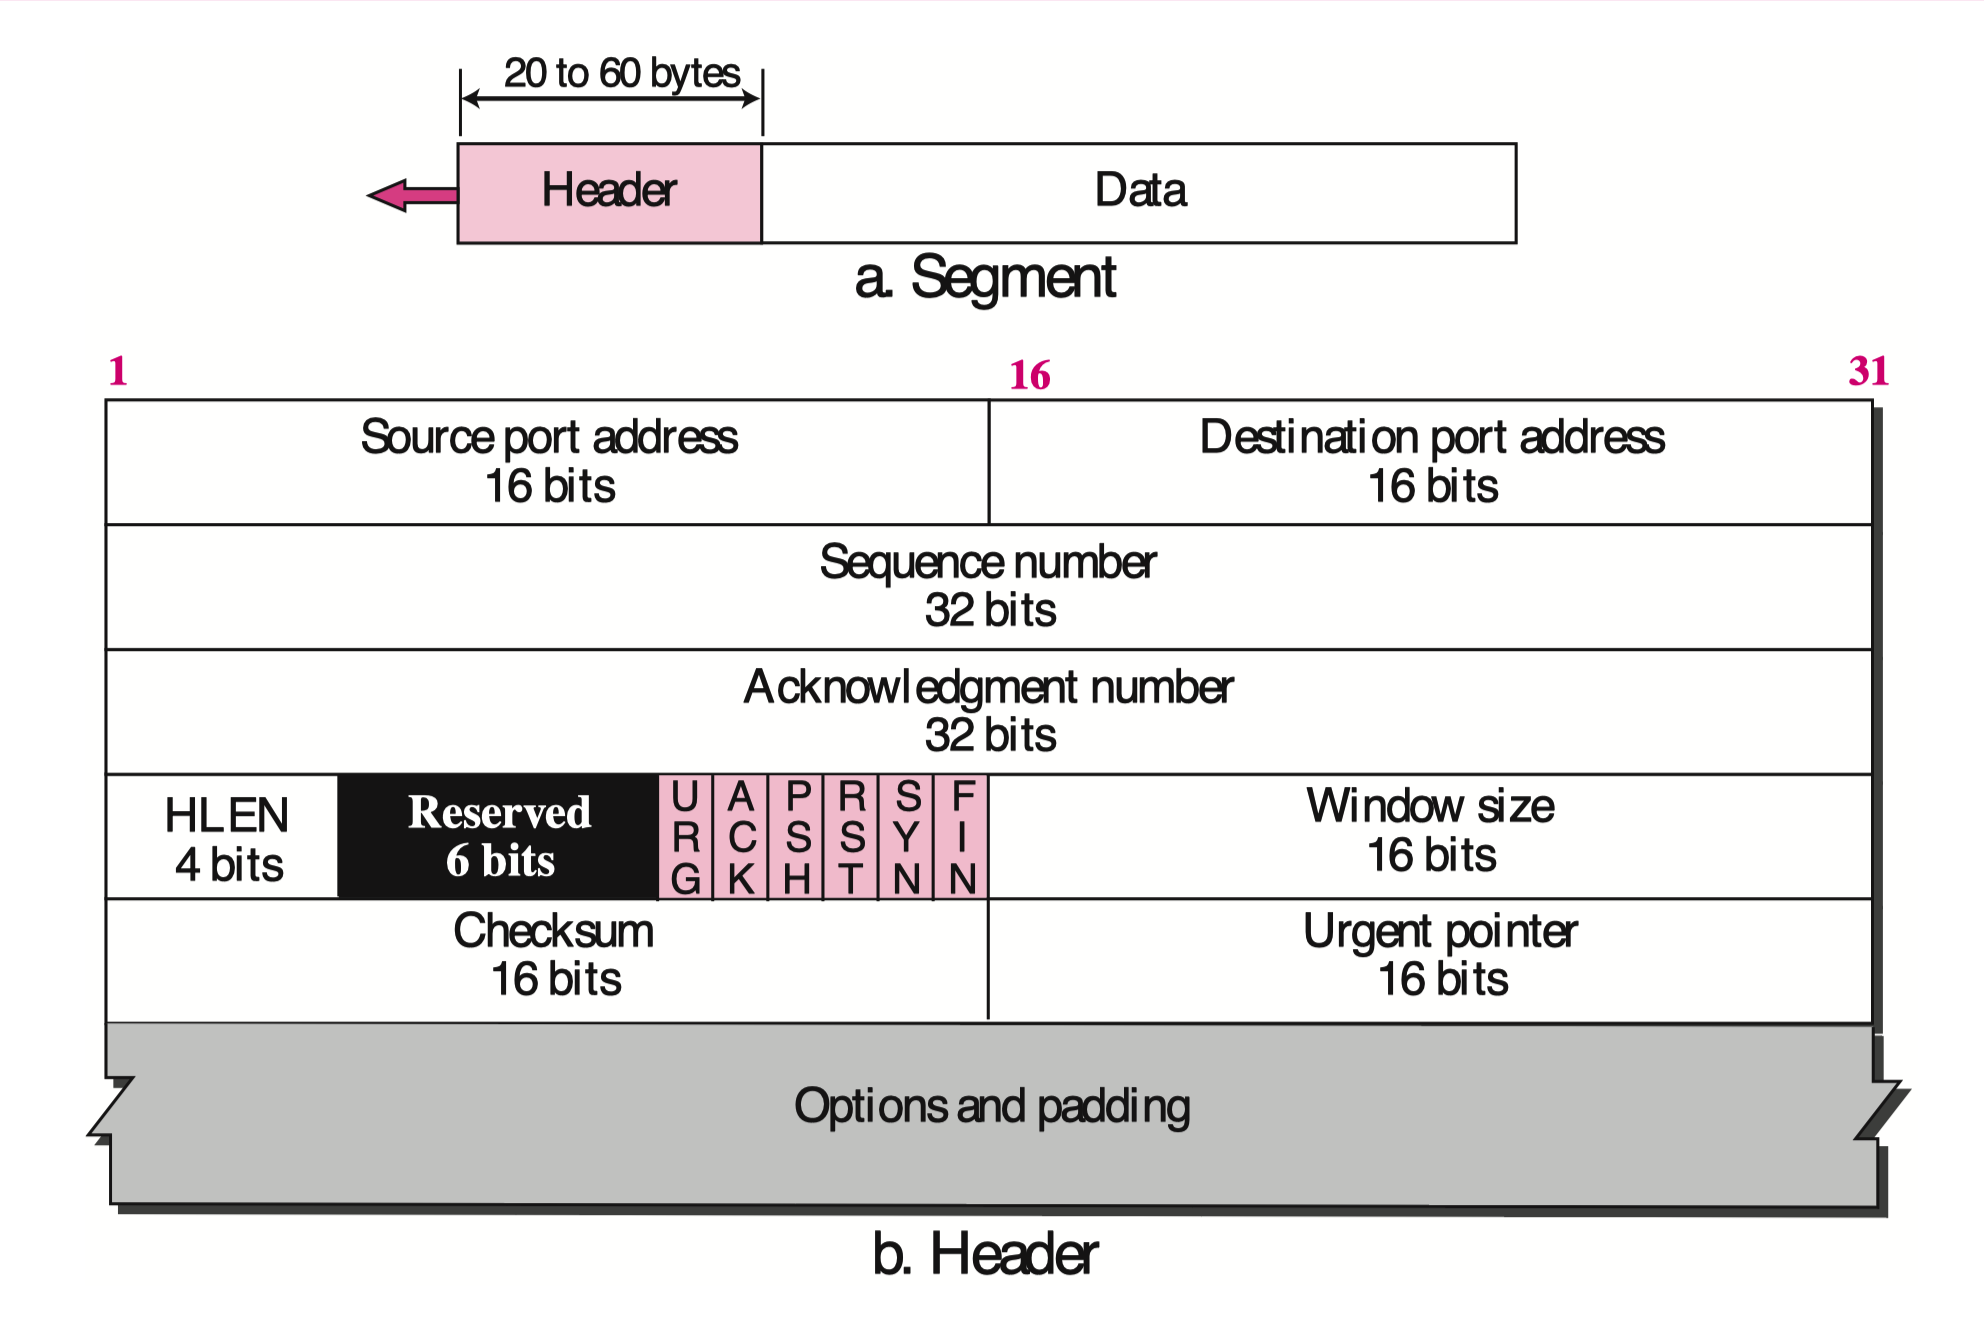 20 to 60 bytes
Header
Data
a. Segment
1
16
31
Source port address
16 bits
Destination port address
16 bits
Sequence number
32 bits
Acknowledgment number
32 bits
HLEN
4 bits
Reserved
6 bits
URG
ACK
PSH
RST
SYN
FIN
Window size
16 bits
Checksum
16 bits
Urgent pointer
16 bits
Options and padding
b. Header